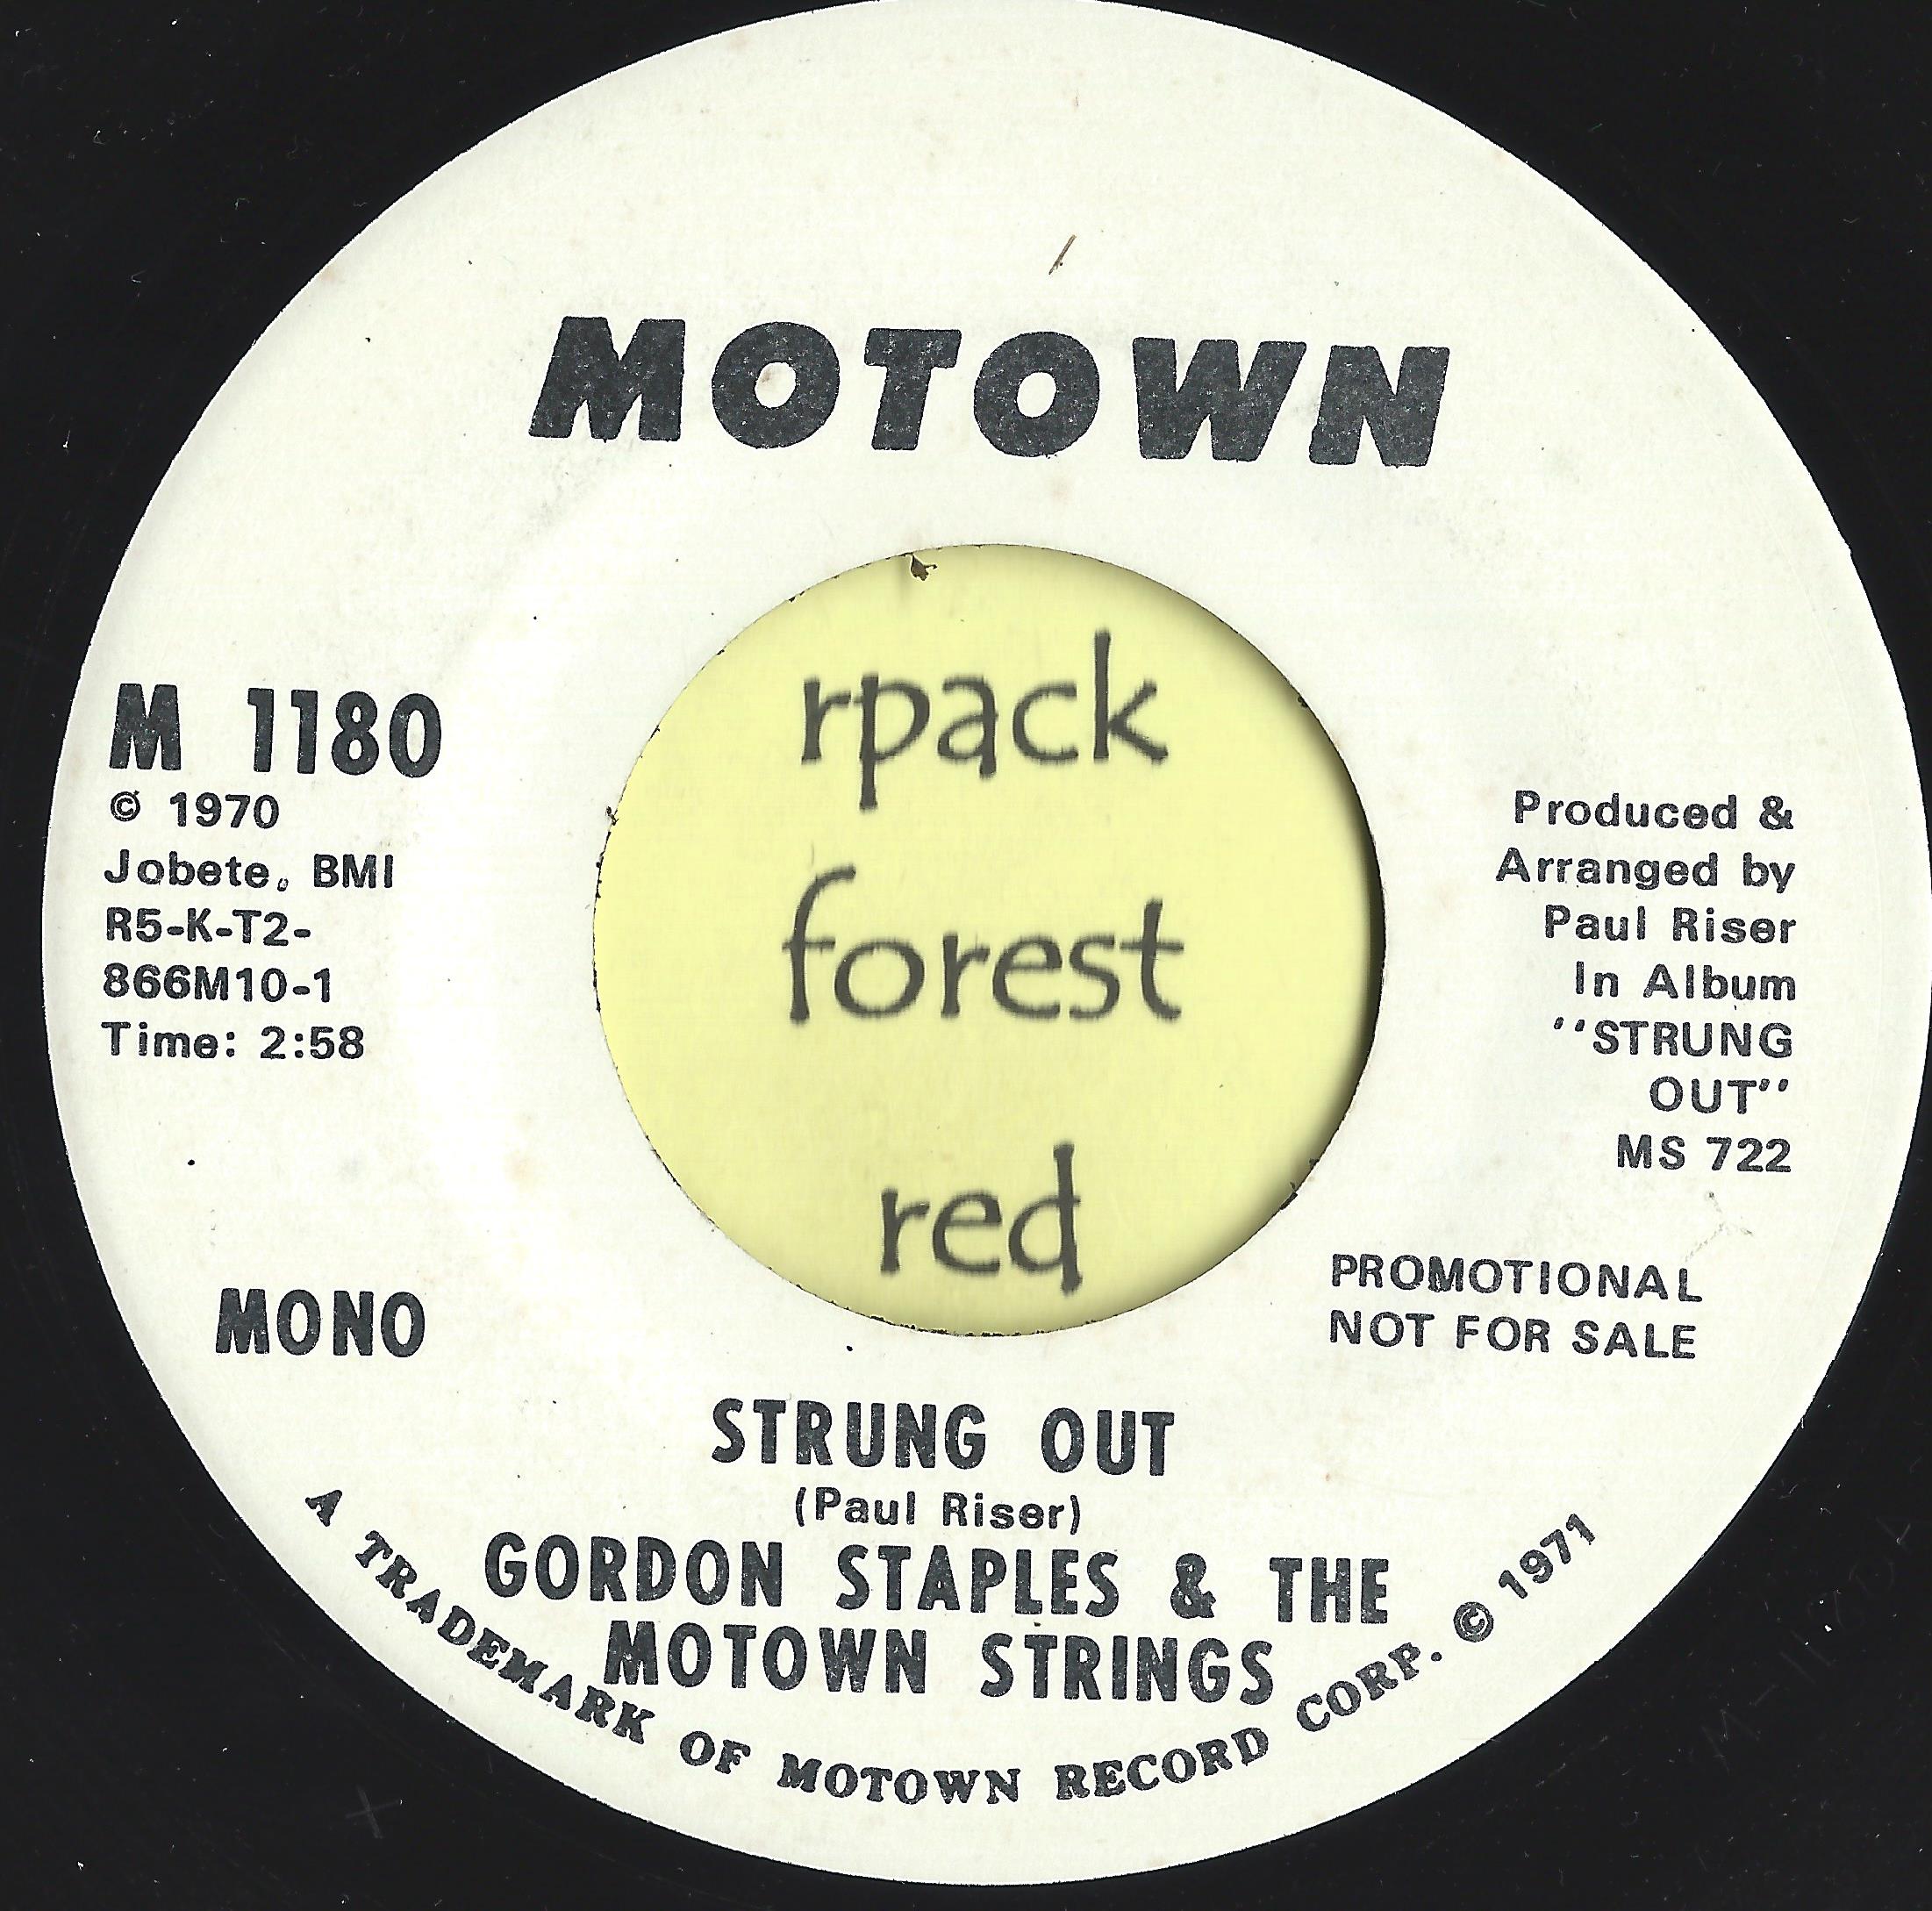 MOTOWN
M 1180
© 1970
Jobete, BMI
R5-K-T2-
866M10-1
Time: 2:58
MONO
rpack
forest
red
Produced &
Arranged by
Paul Riser
In Album
''STRUNG
OUT''
MS 722
PROMOTIONAL
NOT FOR SALE
STRUNG OUT
(Paul Riser)
GORDON STAPLES & THE
MOTOWN STRINGS
A TRADEMARK OF MOTOWN RECORD CORP. © 1971